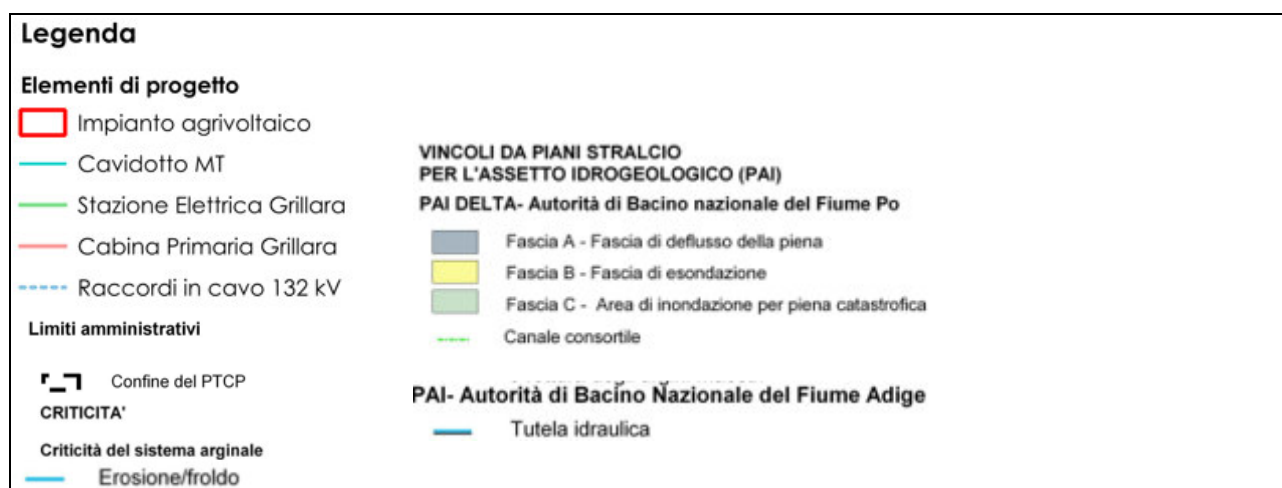 Legenda
Elementi di progetto
Impianto agrivoltaico
Cavidotto MT
Stazione Elettrica Grillara
Cabina Primaria Grillara
Raccordi in cavo 132 kV
Limiti amministrativi
Confine del PTCP
CRITICITA'
Criticità del sistema arginale
Erosione/froldo
VINCOLI DA PIANI STRALCIO
PER L'ASSETTO IDROGEOLOGICO (PAI)
PAI DELTA- Autorità di Bacino nazionale del Fiume Po
Fascia A - Fascia di deflusso della piena
Fascia B - Fascia di esondazione
Fascia C - Area di inondazione per piena catastrofica
Canale consortile
PAI- Autorità di Bacino Nazionale del Fiume Adige
Tutela idraulica